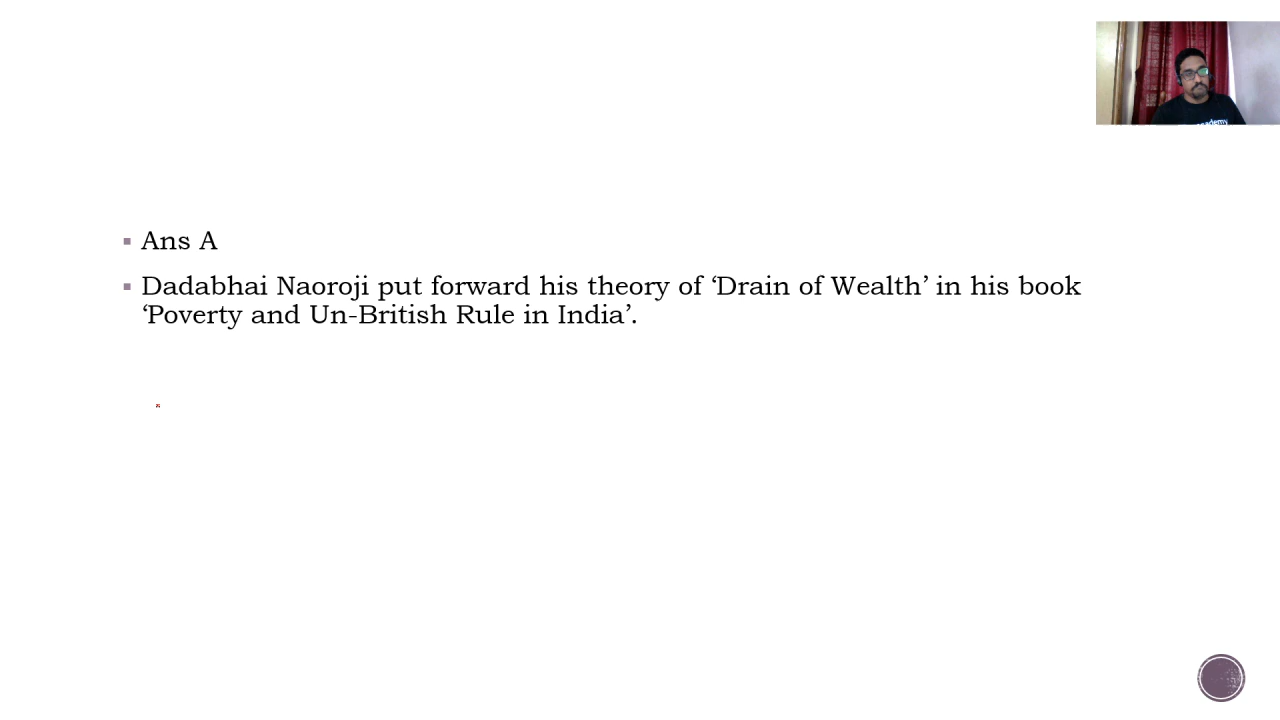 Ans A
Dadabhai Naoroji put forward his theory of ‘Drain of Wealth’ in his book
‘Poverty and Un-British Rule in India’.